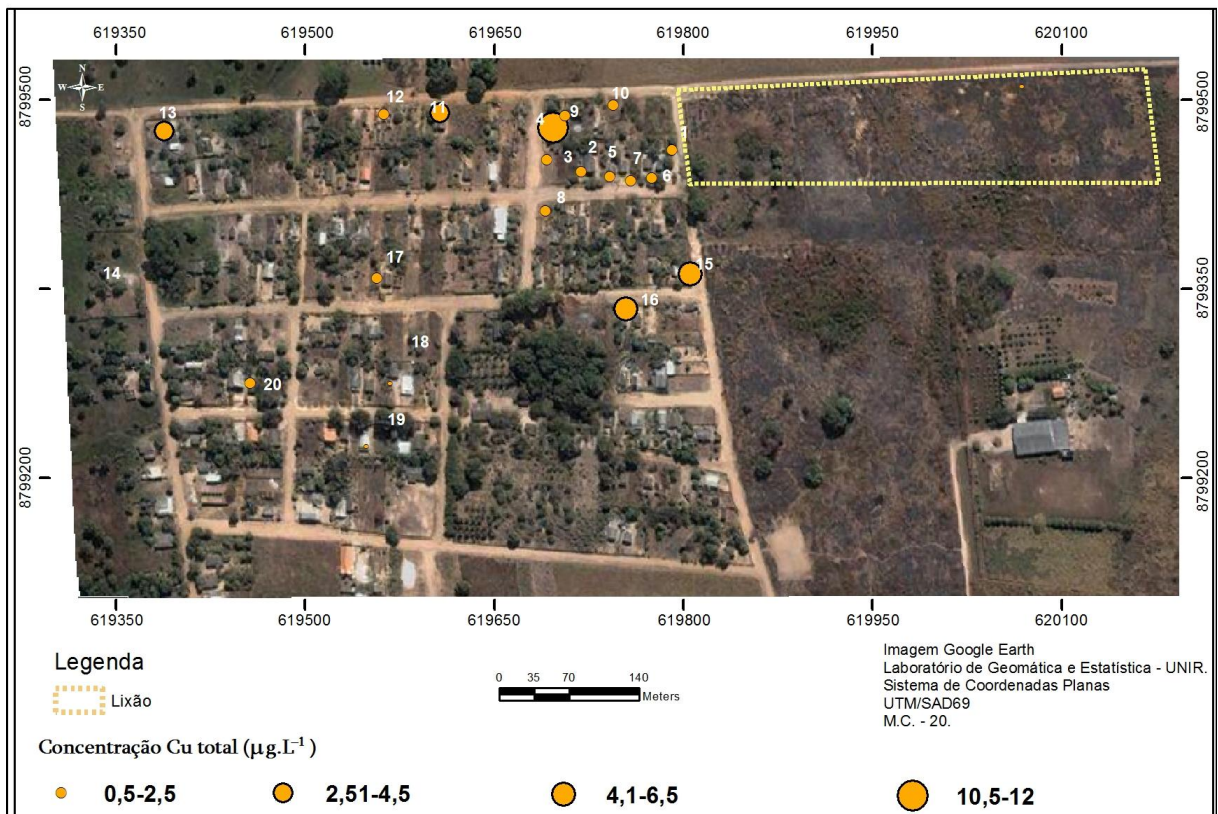 619350 619500 619650 619800 619950 620100
N
W E
S
8799500
8799500
10
12
11
9
13
4
1
2
3
5
7
6
8
14
17
15
8799350
8799350
16
18
20
19
8799200
8799200
619350 619500 619650 619800 619950 620100
Legenda
Lixão
0 35 70 140
Meters
Imagem Google Earth
Laboratório de Geomática e Estatística - UNIR.
Sistema de Coordenadas Planas
UTM/SAD69
M.C. - 20.
Concentração Cu total (µg.L⁻¹ )
0,5-2,5 2,51-4,5 4,1-6,5 10,5-12